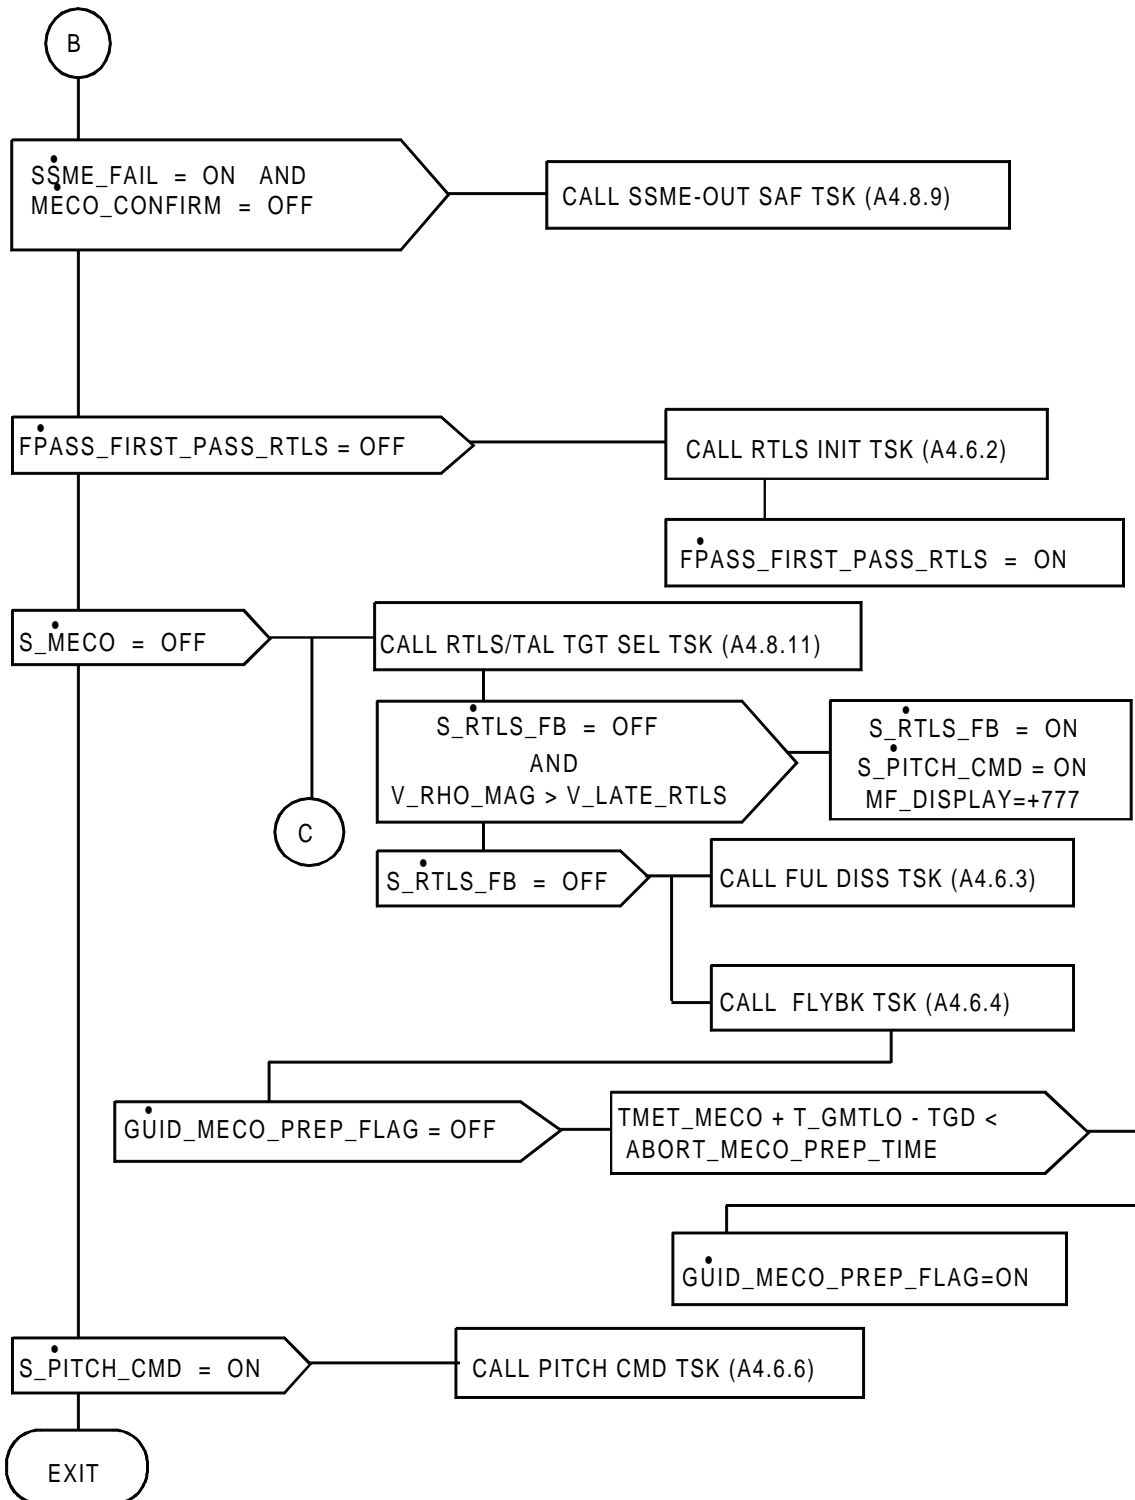 B
SSME_FAIL = ON AND
MECO_CONFIRM = OFF
CALL SSME-OUT SAF TSK (A4.8.9)
FPASS_FIRST_PASS_RTLS = OFF
CALL RTLS INIT TSK (A4.6.2)
FPASS_FIRST_PASS_RTLS = ON
S_MECO = OFF
CALL RTLS/TAL TGT SEL TSK (A4.8.11)
S_RTLS_FB = OFF
AND
V_RHO_MAG > V_LATE_RTLS
S_RTLS_FB = ON
S_PITCH_CMD = ON
MF_DISPLAY=+777
C
S_RTLS_FB = OFF
CALL FUL DISS TSK (A4.6.3)
CALL FLYBK TSK (A4.6.4)
GUID_MECO_PREP_FLAG = OFF
TMET_MECO + T_GMTLO - TGD <
ABORT_MECO_PREP_TIME
GUID_MECO_PREP_FLAG=ON
S_PITCH_CMD = ON
CALL PITCH CMD TSK (A4.6.6)
EXIT